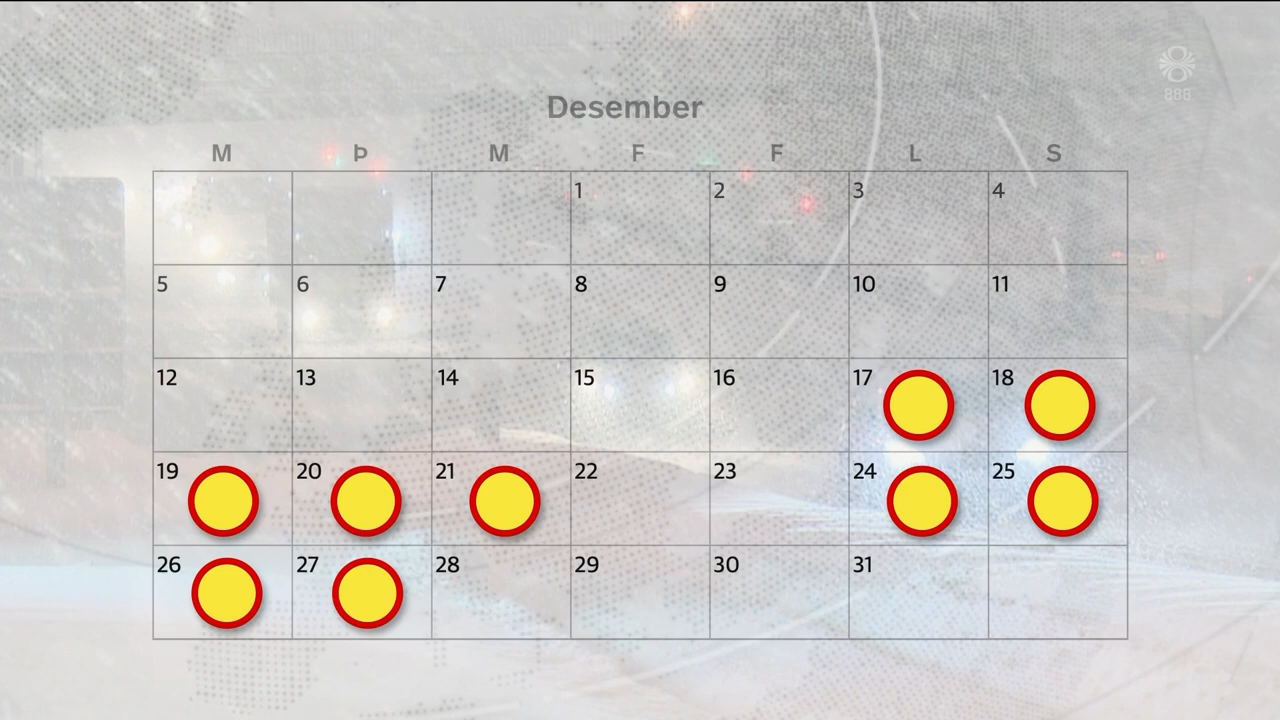 Desember
M Þ M F F L S
1 2 3 4
5 6 7 8 9 10 11
12 13 14 15 16 17 18
19 20 21 22 23 24 25
26 27 28 29 30 31
888